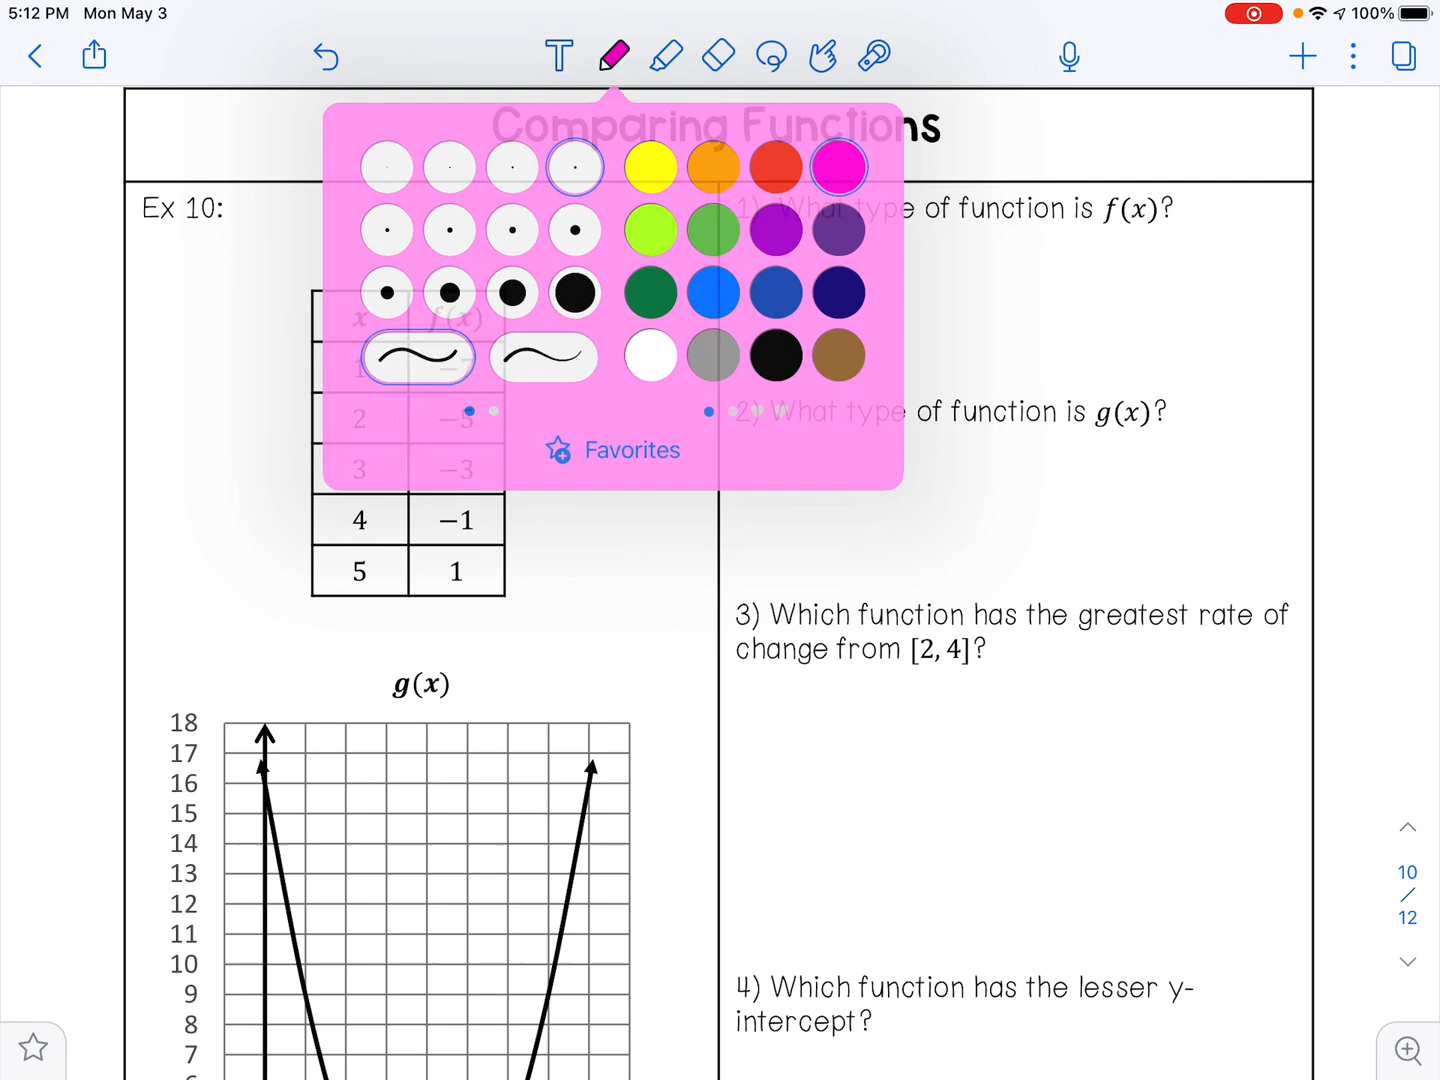 5:12 PM Mon May 3
100%
Comparing Functions
Ex 10:
x f(x)
1 −7
2 −5
3 −3
4 −1
5 1
g(x)
18
17
16
15
14
13
12
11
10
9
8
7
1) What type of function is f(x)?
2) What type of function is g(x)?
3) Which function has the greatest rate of
change from [2, 4]?
4) Which function has the lesser y-
intercept?
Favorites
10
/
12